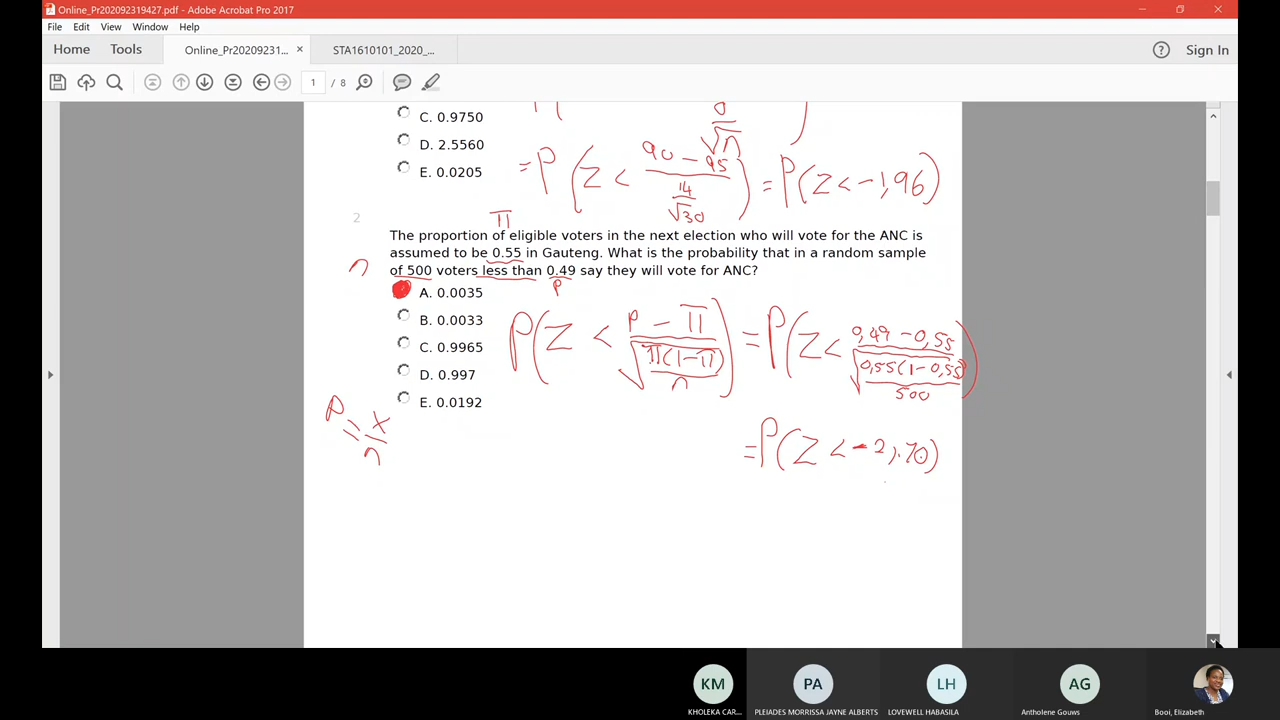 Online_Pr20200923194​27.pdf - Adobe Acrobat Pro 2017
File Edit View Window Help
Home Tools Online_Pr20209231... × STA1610101_2020_... Sign In
1 / 8
C. 0.9750
D. 2.5560
E. 0.0205
σ
√n
= P(Z < 90 - 95 / 14/√30) = P(Z < -1,96)
2
π
The proportion of eligible voters in the next election who will vote for the ANC is
assumed to be 0.55 in Gauteng. What is the probability that in a random sample
n of 500 voters less than 0.49 say they will vote for ANC?
p
A. 0.0035
B. 0.0033
C. 0.9965
D. 0.997
E. 0.0192
P(Z < p - π / √π(1-π)/n) = P(Z < 0,49 - 0,55 / √0,55(1-0,55)/500)
P = x/n
= P(Z < -2,70)
KM PA LH AG
KHOLEKA CAR... PLEIADES MORRISSA JAYNE ALBERTS LOVEWELL HABASILA Antholene Gouws Booi, Elizabeth